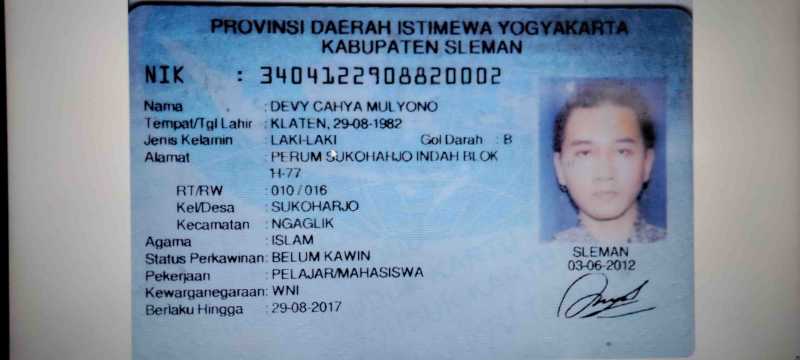 PROVINSI DAERAH ISTIMEWA YOGYAKARTA
KABUPATEN SLEMAN
NIK : 3404122908820002
Nama : DEVY CAHYA MULYONO
Tempat/Tgl Lahir : KLATEN, 29-08-1982
Jenis Kelamin : LAKI-LAKI Gol Darah : B
Alamat : PERUM SUKOHARJO INDAH BLOK
H-77
RT/RW : 010 / 016
Kel/Desa : SUKOHARJO
Kecamatan : NGAGLIK
Agama : ISLAM
Status Perkawinan: BELUM KAWIN
Pekerjaan : PELAJAR/MAHASISWA
Kewarganegaraan: WNI
Berlaku Hingga : 29-08-2017
SLEMAN
03-06-2012